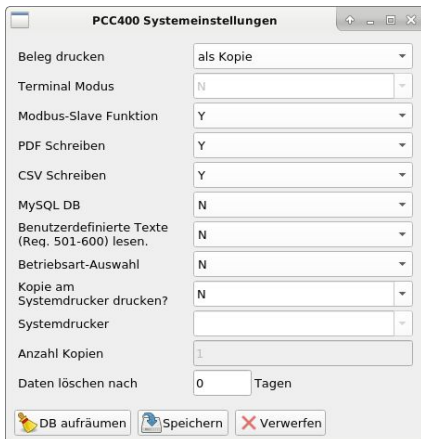 PCC400 Systemeinstellungen
Beleg drucken als Kopie
Terminal Modus N
Modbus-Slave Funktion Y
PDF Schreiben Y
CSV Schreiben Y
MySQL DB N
Benutzerdefinierte Texte
(Reg. 501-600) lesen. N
Betriebsart-Auswahl N
Kopie am
Systemdrucker drucken? N
Systemdrucker
Anzahl Kopien 1
Daten löschen nach 0 Tagen
DB aufräumen Speichern Verwerfen